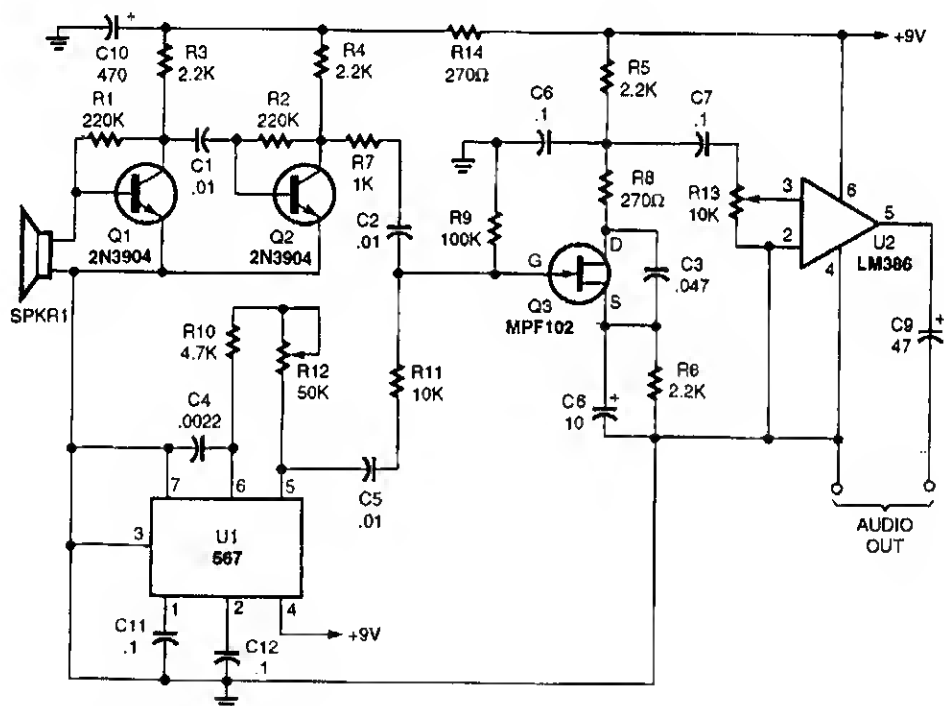 C10
470
R3
2.2K
R4
2.2K
R14
270Ω
+9V
R1
220K
C1
.01
R2
220K
R7
1K
C6
.1
R5
2.2K
C7
.1
R13
10K
3
6
2
5
4
U2
LM386
Q1
2N3904
Q2
2N3904
C2
.01
R9
100K
R8
270Ω
G
D
S
Q3
MPF102
C3
.047
SPKR1
R10
4.7K
R12
50K
R11
10K
C6
10
R6
2.2K
C9
47
C4
.0022
7
6
5
C5
.01
3
U1
567
1
2
4
+9V
C11
.1
C12
.1
AUDIO
OUT